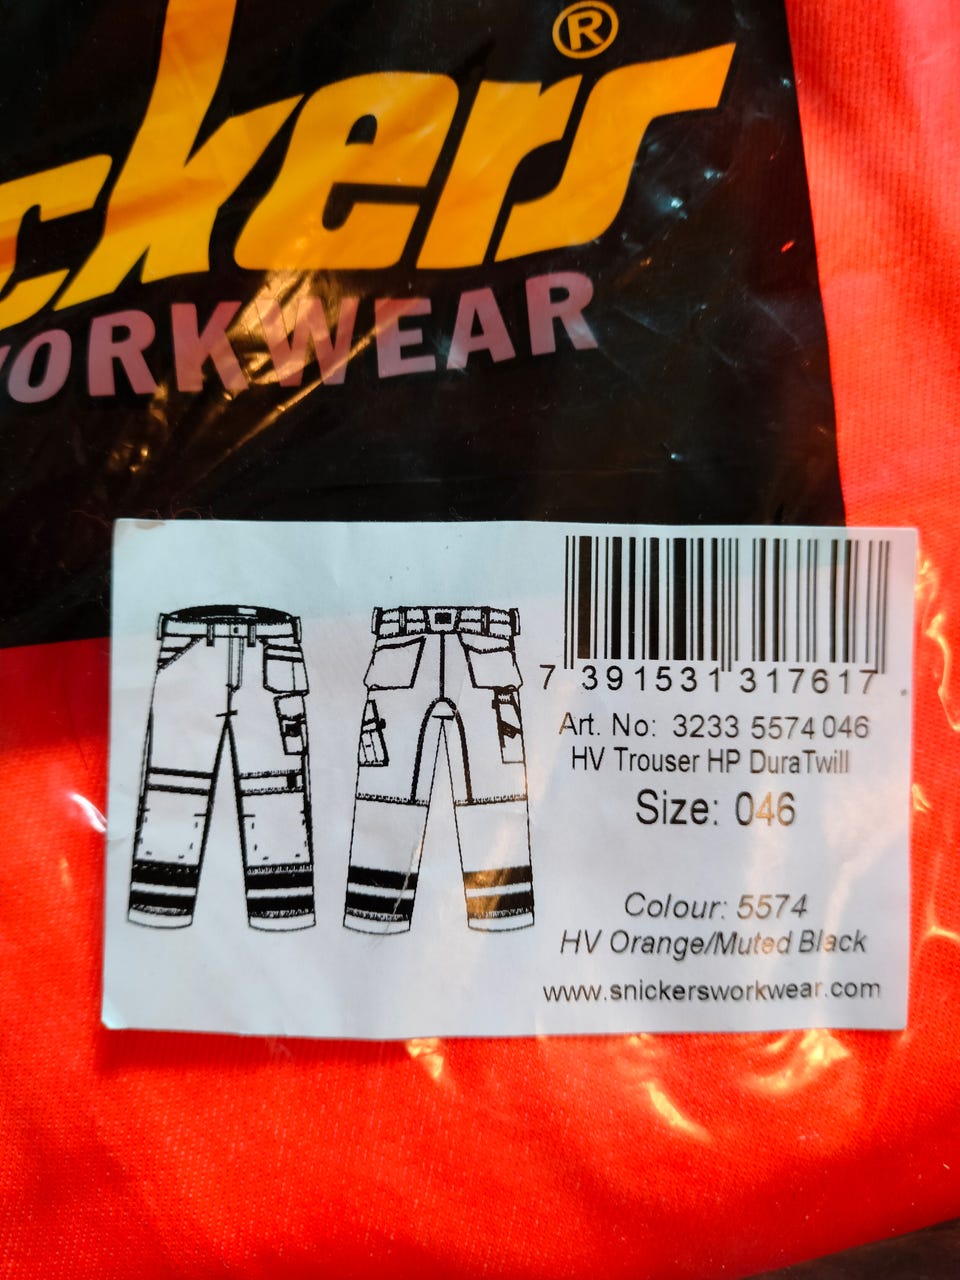 ckers®
WORKWEAR
7 391531 317617
Art. No: 3233 5574 046
HV Trouser HP DuraTwill
Size: 046
Colour: 5574
HV Orange/Muted Black
www.snickersworkwear.com